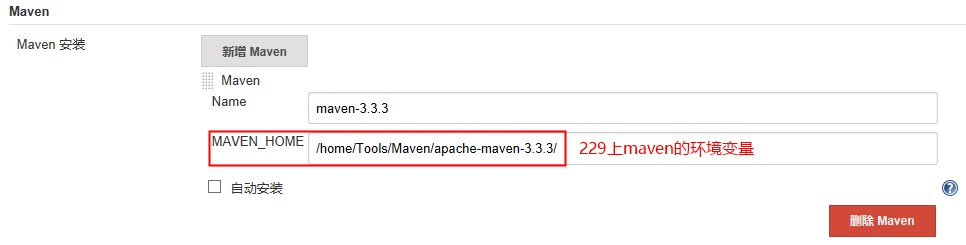 Maven
Maven 安装
新增 Maven
Maven
Name
maven-3.3.3
MAVEN_HOME
/home/Tools/Maven/apache-maven-3.3.3/
229上maven的环境变量
自动安装
?
删除 Maven